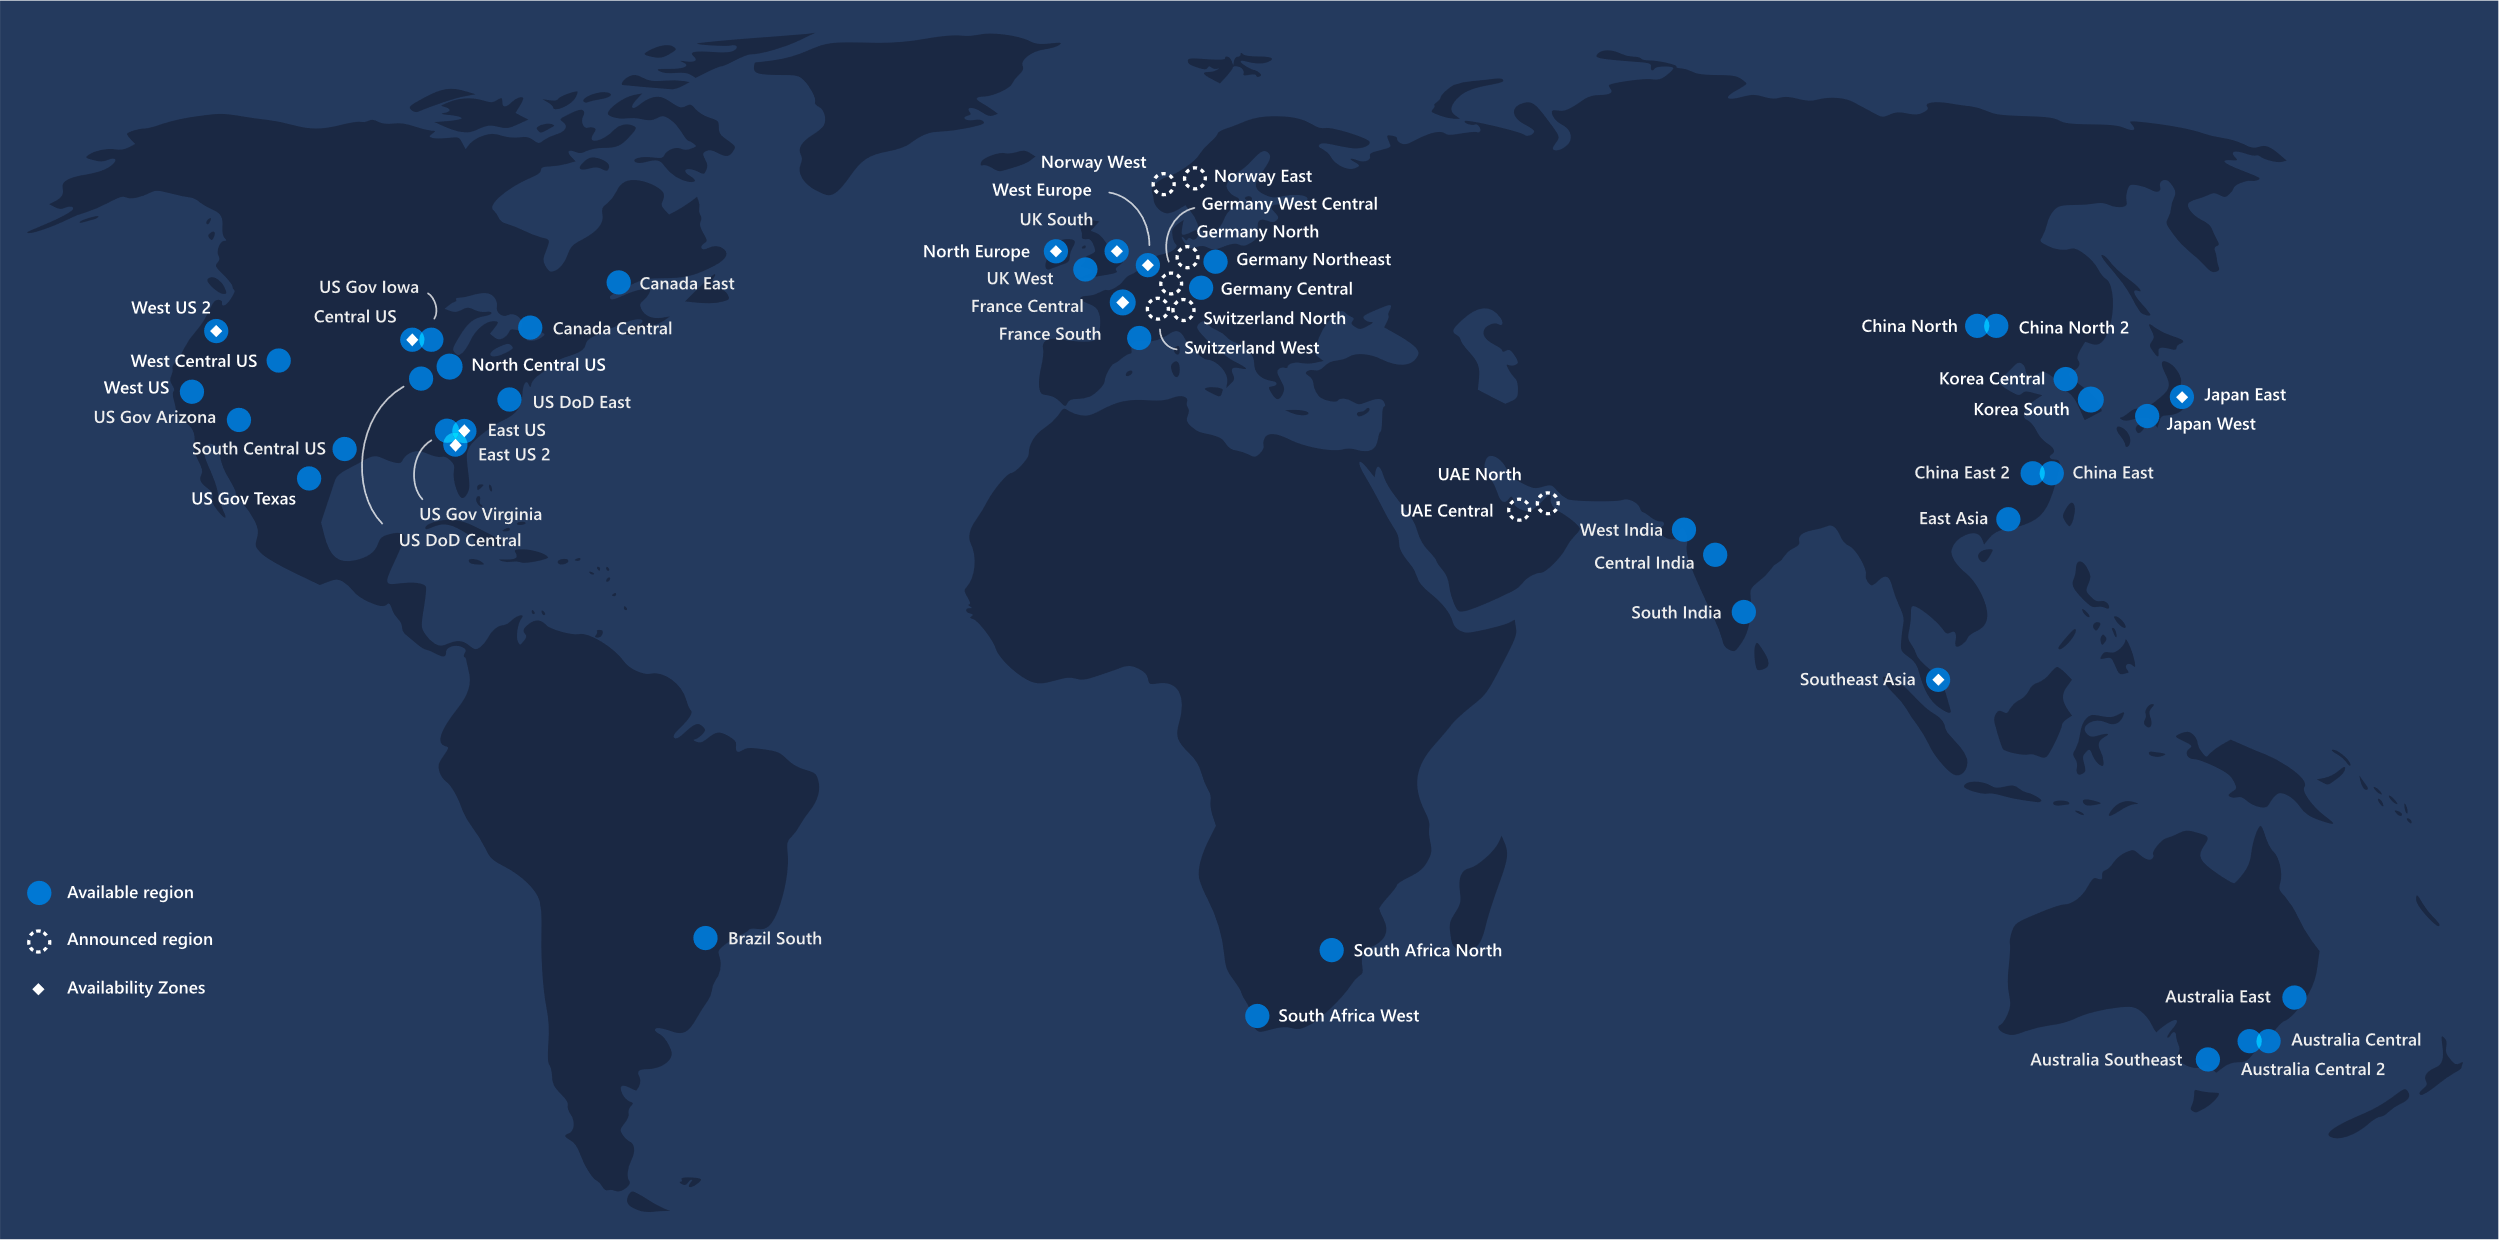 Norway West
Norway East
West Europe
Germany West Central
UK South
Germany North
North Europe
Germany Northeast
UK West
Germany Central
France Central
Switzerland North
France South
Switzerland West
US Gov Iowa
Canada East
West US 2
Central US
Canada Central
West Central US
North Central US
West US
US DoD East
US Gov Arizona
East US
South Central US
East US 2
US Gov Texas
US Gov Virginia
US DoD Central
China North
China North 2
Korea Central
Japan East
Korea South
Japan West
UAE North
China East 2
China East
UAE Central
East Asia
West India
Central India
South India
Southeast Asia
Available region
Announced region
Availability Zones
Brazil South
South Africa North
South Africa West
Australia East
Australia Central
Australia Southeast
Australia Central 2